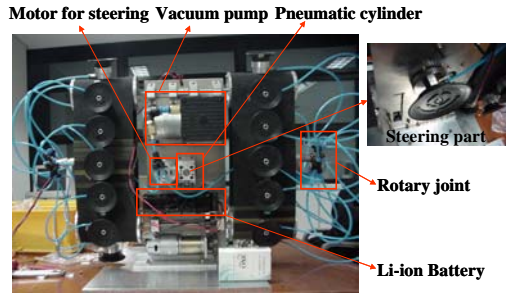 Motor for steering Vacuum pump Pneumatic cylinder
Steering part
Rotary joint
Li-ion Battery